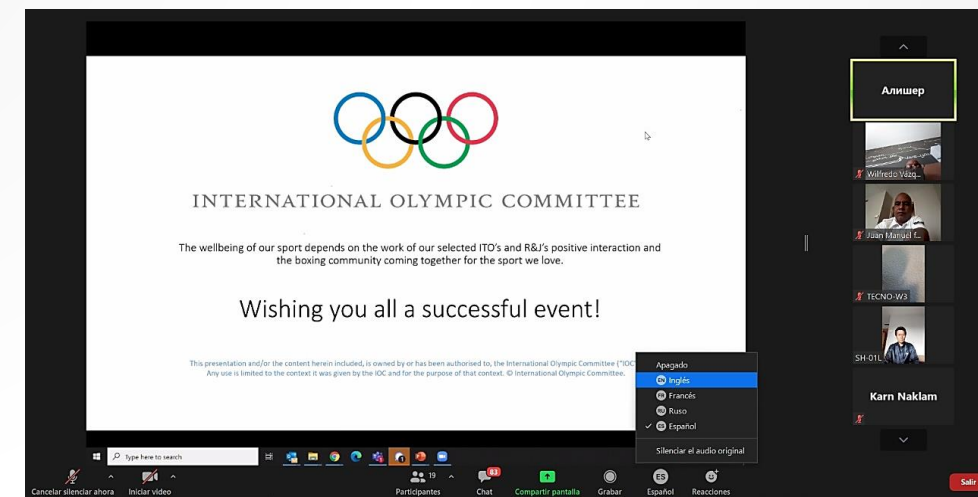 INTERNATIONAL OLYMPIC COMMITTEE
The wellbeing of our sport depends on the work of our selected ITO's and R&J's positive interaction and
the boxing community coming together for the sport we love.
Wishing you all a successful event!
This presentation and/or the content herein included, is owned by or has been authorised to, the International Olympic Committee ("IOC
Any use is limited to the context it was given by the IOC and for the purpose of that context. © International Olympic Committee.
Apagado
EN Inglés
FR Francés
RU Ruso
ES Español
Silenciar el audio original
Алишер
Wilfredo Vázq...
Juan Manuel f...
TECNO-W3
SH-01L
Karn Naklam
Type here to search
19
83
ES
Cancelar silenciar ahora
Iniciar video
Participantes
Chat
Compartir pantalla
Grabar
Español
Reacciones
Salir